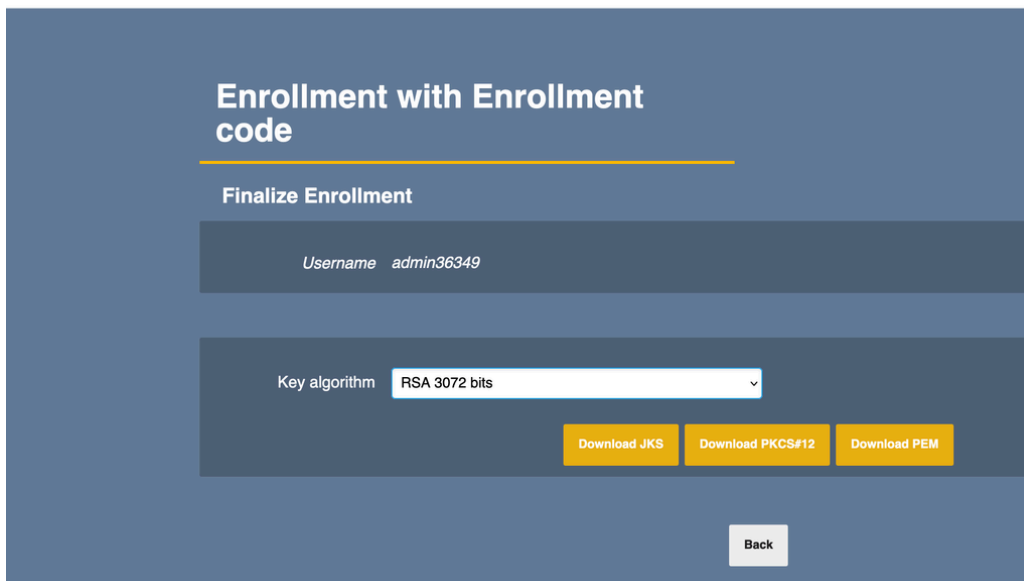 Enrollment with Enrollment
code
Finalize Enrollment
Username admin36349
Key algorithm RSA 3072 bits
Download JKS Download PKCS#12 Download PEM
Back